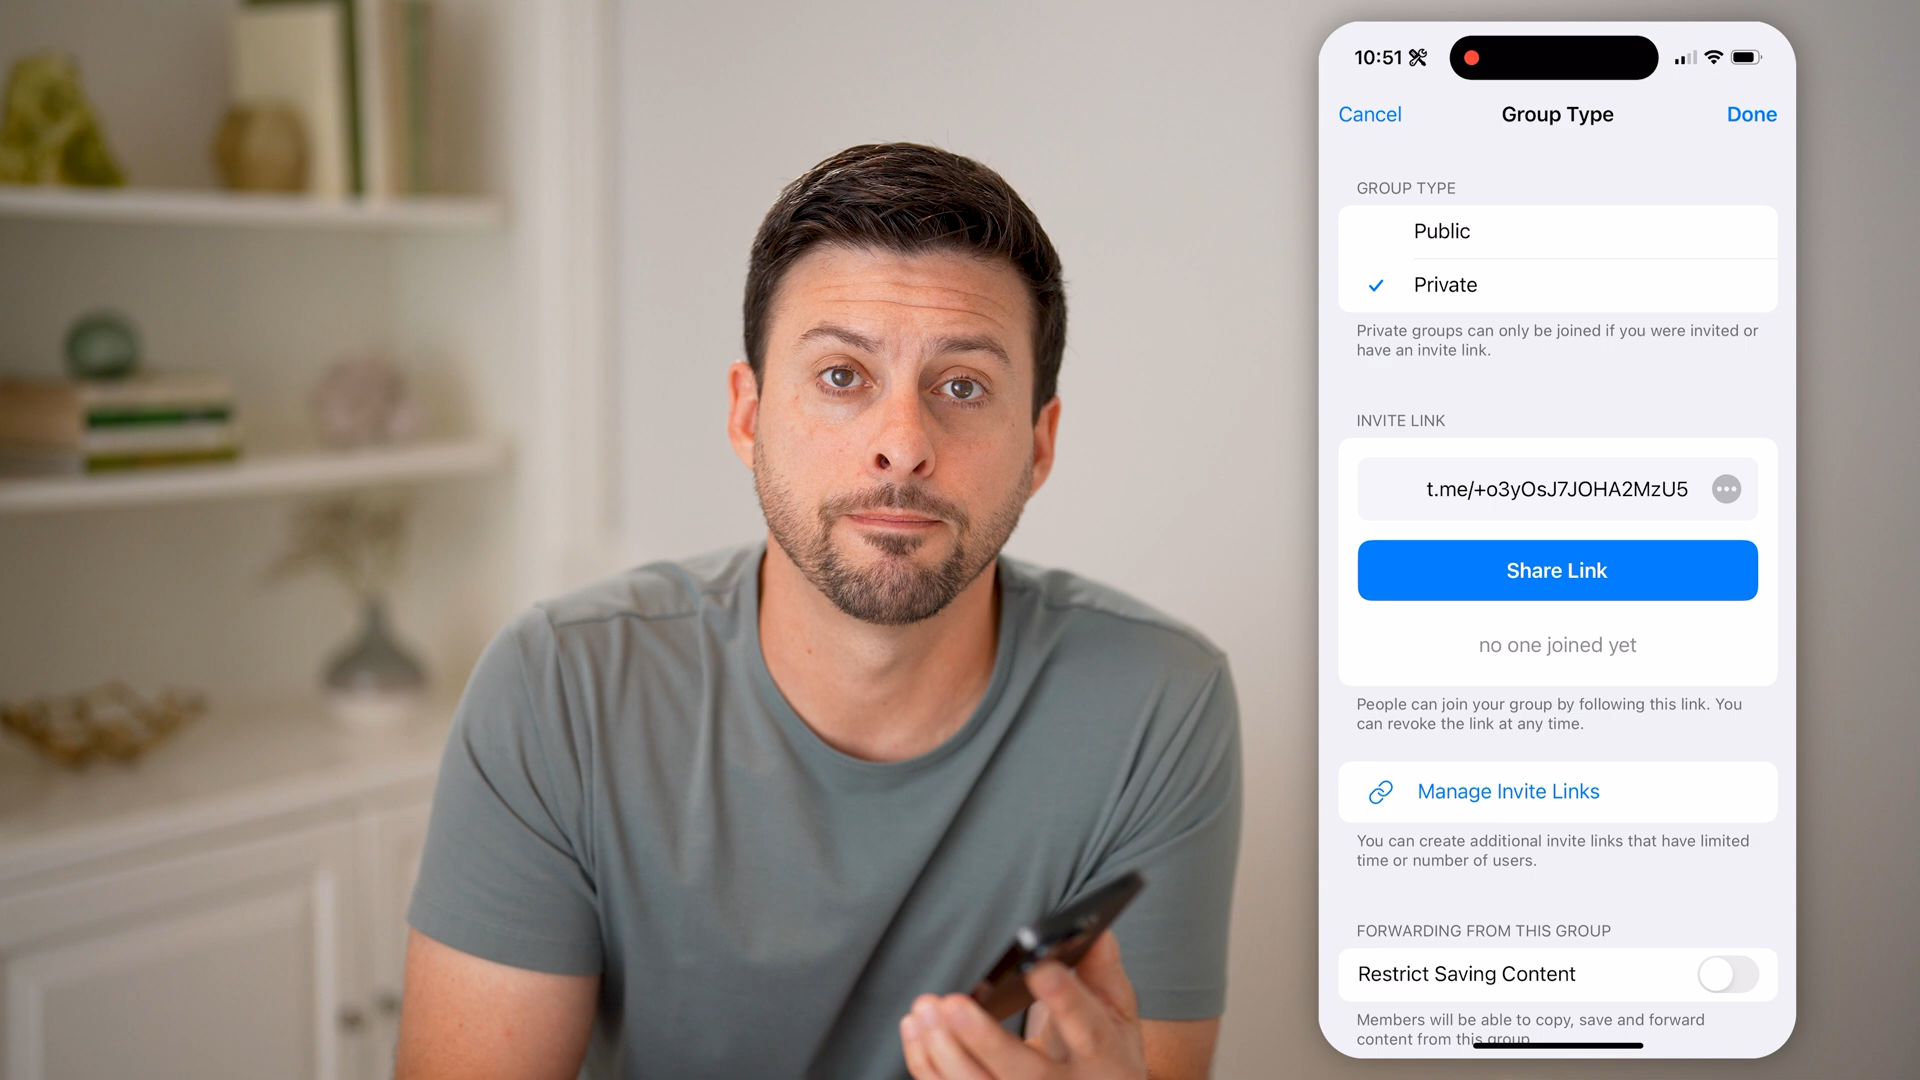 10:51
Cancel
Group Type
Done
GROUP TYPE
Public
Private
Private groups can only be joined if you were invited or
have an invite link.
INVITE LINK
t.me/+o3yOsJ7JOHA2MzU5
Share Link
no one joined yet
People can join your group by following this link. You
can revoke the link at any time.
Manage Invite Links
You can create additional invite links that have limited
time or number of users.
FORWARDING FROM THIS GROUP
Restrict Saving Content
Members will be able to copy, save and forward
content from this group